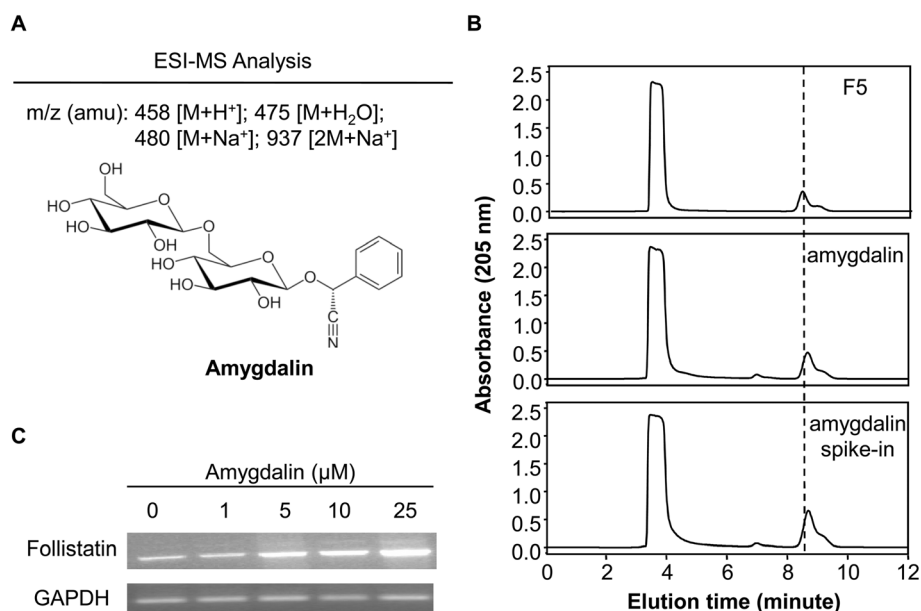 A
ESI-MS Analysis
m/z (amu): 458 [M+H⁺]; 475 [M+H₂O];
480 [M+Na⁺]; 937 [2M+Na⁺]
OH
O
HO
HO
OH
O
O
HO
HO
OH
O
C
N
Amygdalin
B
Absorbance (205 nm)
2.5
2.0
1.5
1.0
0.5
0.0
F5
2.5
2.0
1.5
1.0
0.5
0.0
amygdalin
2.5
2.0
1.5
1.0
0.5
0.0
amygdalin
spike-in
0 2 4 6 8 10 12
Elution time (minute)
C
Amygdalin (μM)
0 1 5 10 25
Follistatin
GAPDH